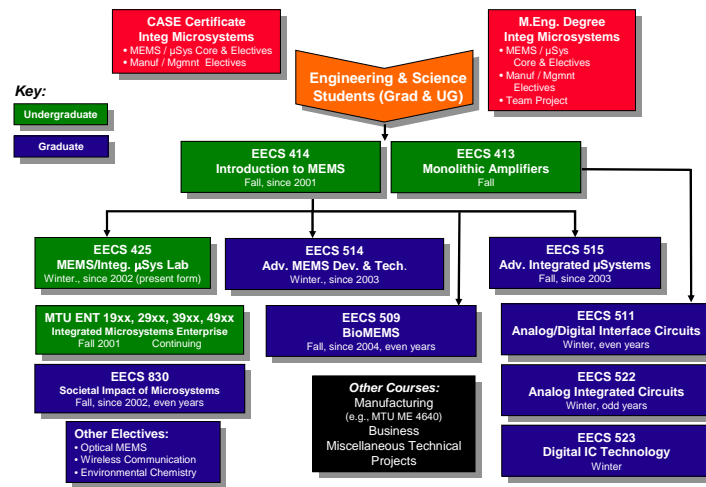 CASE Certificate
Integ Microsystems
• MEMS / µSys Core & Electives
• Manuf / Mgmnt Electives
M.Eng. Degree
Integ Microsystems
• MEMS / µSys
Core & Electives
• Manuf / Mgmnt
Electives
• Team Project
Engineering & Science
Students (Grad & UG)
Key:
Undergraduate
Graduate
EECS 414
Introduction to MEMS
Fall, since 2001
EECS 413
Monolithic Amplifiers
Fall
EECS 425
MEMS/Integ. µSys Lab
Winter., since 2002 (present form)
EECS 514
Adv. MEMS Dev. & Tech.
Winter., since 2003
EECS 515
Adv. Integrated µSystems
Fall, since 2003
MTU ENT 19xx, 29xx, 39xx, 49xx
Integrated Microsystems Enterprise
Fall 2001 Continuing
EECS 509
BioMEMS
Fall, since 2004, even years
EECS 511
Analog/Digital Interface Circuits
Winter, even years
EECS 830
Societal Impact of Microsystems
Fall, since 2002, even years
Other Courses:
Manufacturing
(e.g., MTU ME 4640)
Business
Miscellaneous Technical
Projects
EECS 522
Analog Integrated Circuits
Winter, odd years
Other Electives:
• Optical MEMS
• Wireless Communication
• Environmental Chemistry
EECS 523
Digital IC Technology
Winter